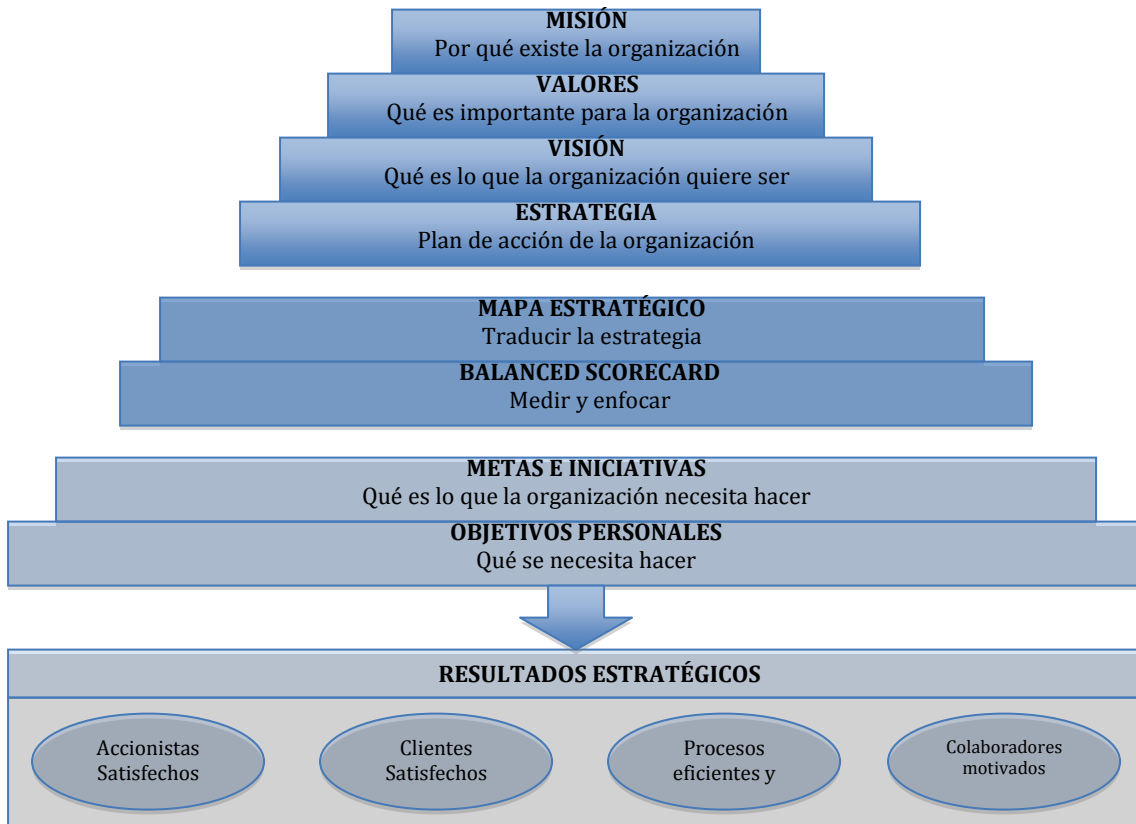 MISIÓN
Por qué existe la organización
VALORES
Qué es importante para la organización
VISIÓN
Qué es lo que la organización quiere ser
ESTRATEGIA
Plan de acción de la organización
MAPA ESTRATÉGICO
Traducir la estrategia
BALANCED SCORECARD
Medir y enfocar
METAS E INICIATIVAS
Qué es lo que la organización necesita hacer
OBJETIVOS PERSONALES
Qué se necesita hacer
RESULTADOS ESTRATÉGICOS
Accionistas
Satisfechos
Clientes
Satisfechos
Procesos
eficientes y
Colaboradores
motivados